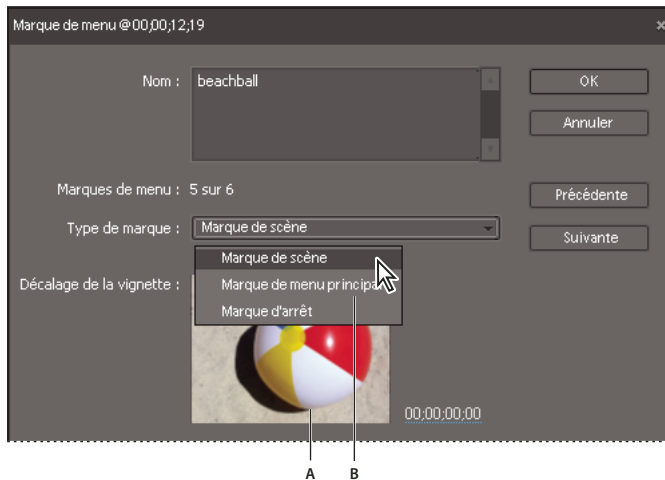 Marque de menu @ 00;00;12;19
Nom : beachball
OK
Annuler
Marques de menu : 5 sur 6
Précédente
Type de marque : Marque de scène
Suivante
Marque de scène
Marque de menu principal
Marque d'arrêt
Décalage de la vignette :
00;00;00;00
A B